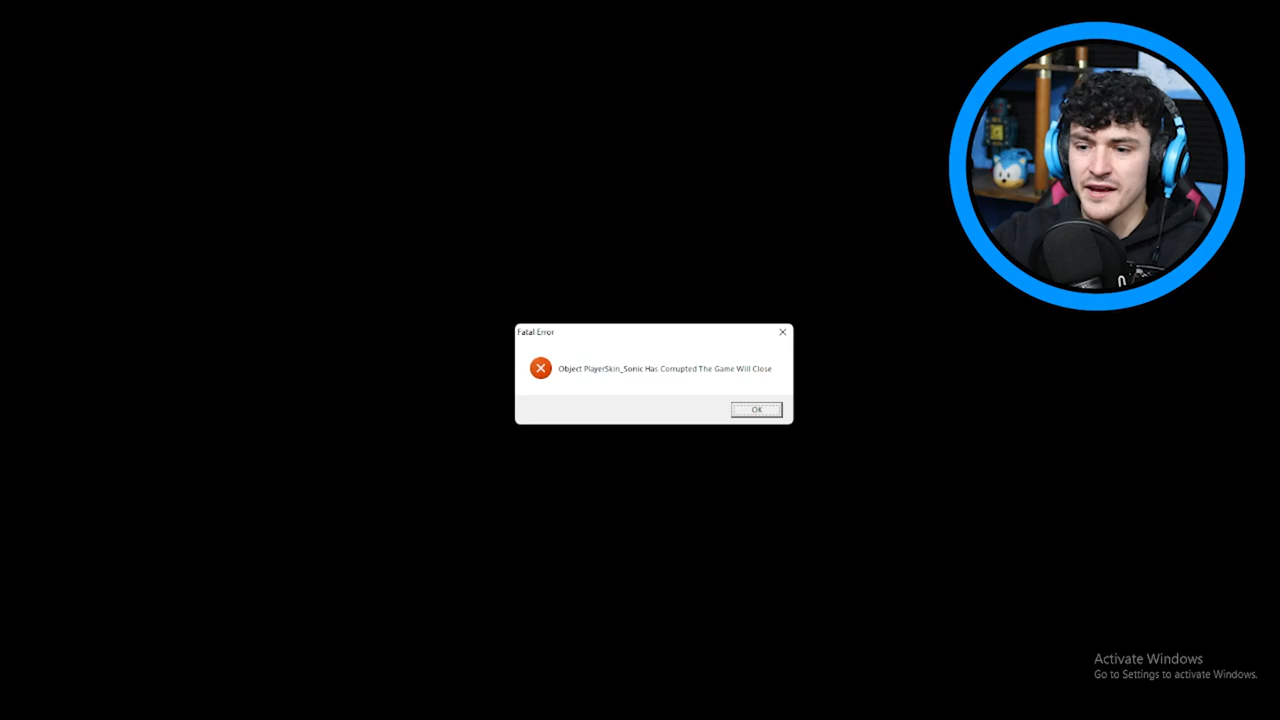 Fatal Error
Object PlayerSkin_Sonic Has Corrupted The Game Will Close
OK
Activate Windows
Go to Settings to activate Windows.